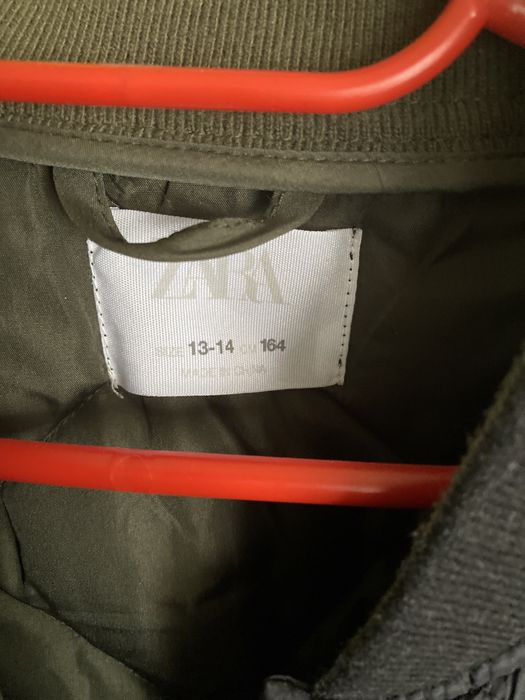 ZARA
SIZE 13-14 CM 164
MADE IN CHINA